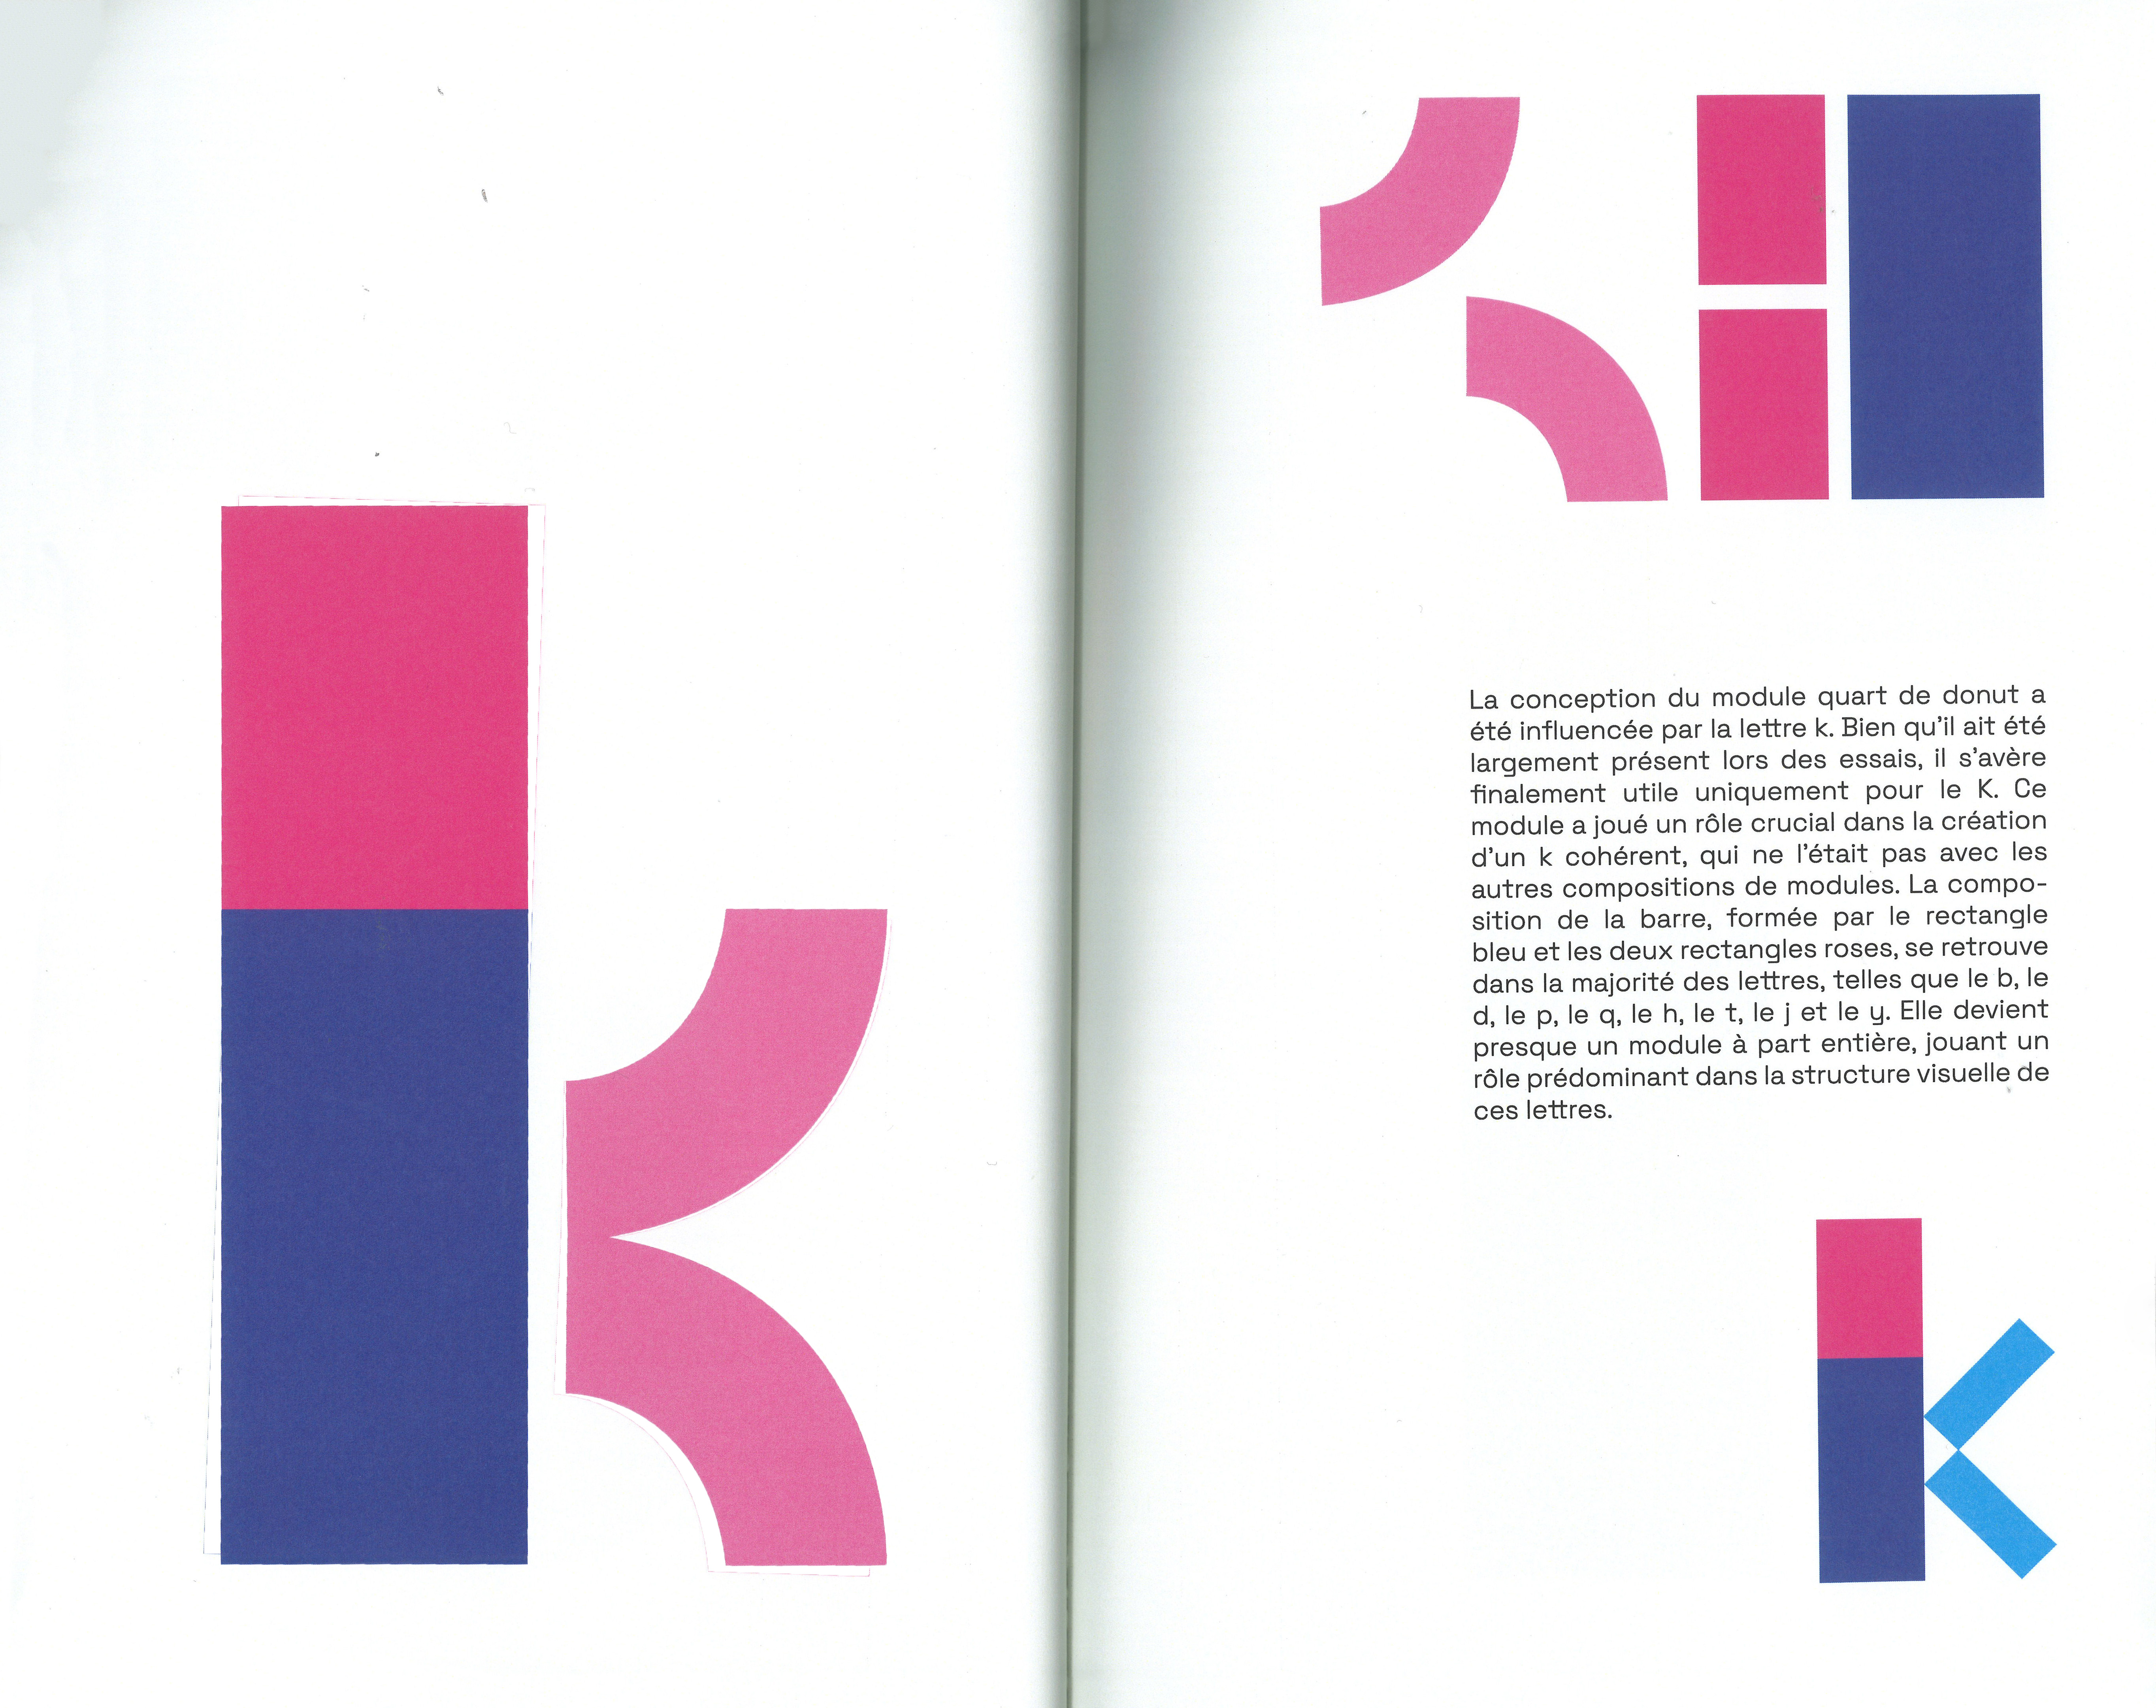 La conception du module quart de donut a
été influencée par la lettre k. Bien qu'il ait été
largement présent lors des essais, il s'avère
finalement utile uniquement pour le K. Ce
module a joué un rôle crucial dans la création
d'un k cohérent, qui ne l'était pas avec les
autres compositions de modules. La compo-
sition de la barre, formée par le rectangle
bleu et les deux rectangles roses, se retrouve
dans la majorité des lettres, telles que le b, le
d, le p, le q, le h, le t, le j et le y. Elle devient
presque un module à part entière, jouant un
rôle prédominant dans la structure visuelle de
ces lettres.
k
k